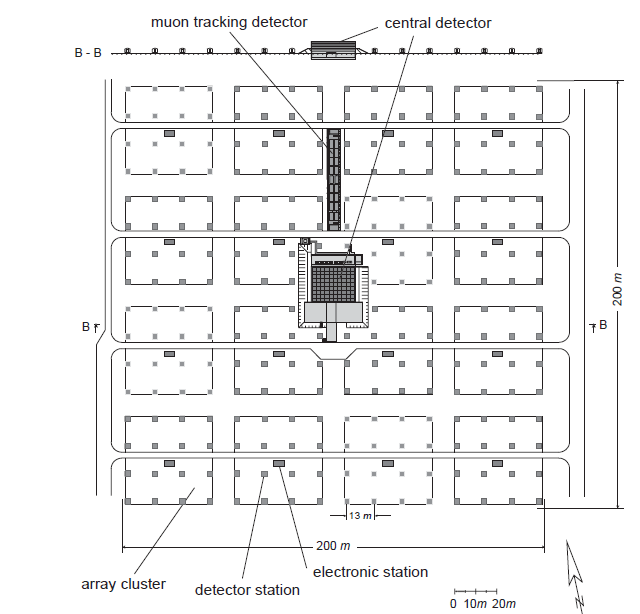 muon tracking detector
central detector
B - B
200 m
B
B
13 m
200 m
array cluster
detector station
electronic station
0 10m 20m